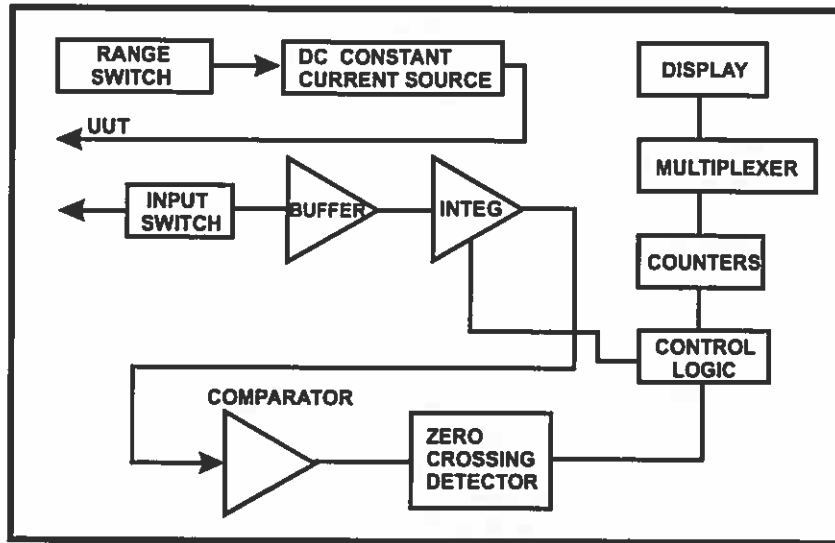 RANGE
SWITCH
DC CONSTANT
CURRENT SOURCE
DISPLAY
UUT
MULTIPLEXER
INPUT
SWITCH
BUFFER
INTEG
COUNTERS
CONTROL
LOGIC
COMPARATOR
ZERO
CROSSING
DETECTOR